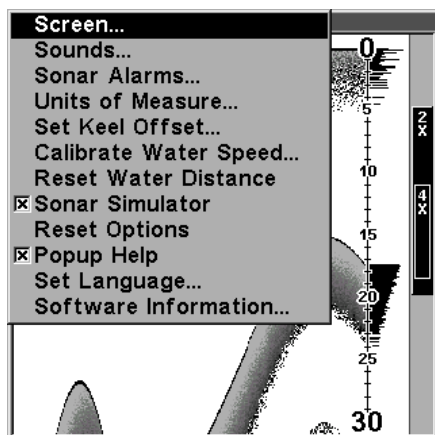 Screen...
Sounds...
Sonar Alarms...
Units of Measure...
Set Keel Offset...
Calibrate Water Speed...
Reset Water Distance
Sonar Simulator
Reset Options
Popup Help
Set Language...
Software Information...
0
5
10
15
20
25
30
2x
4x